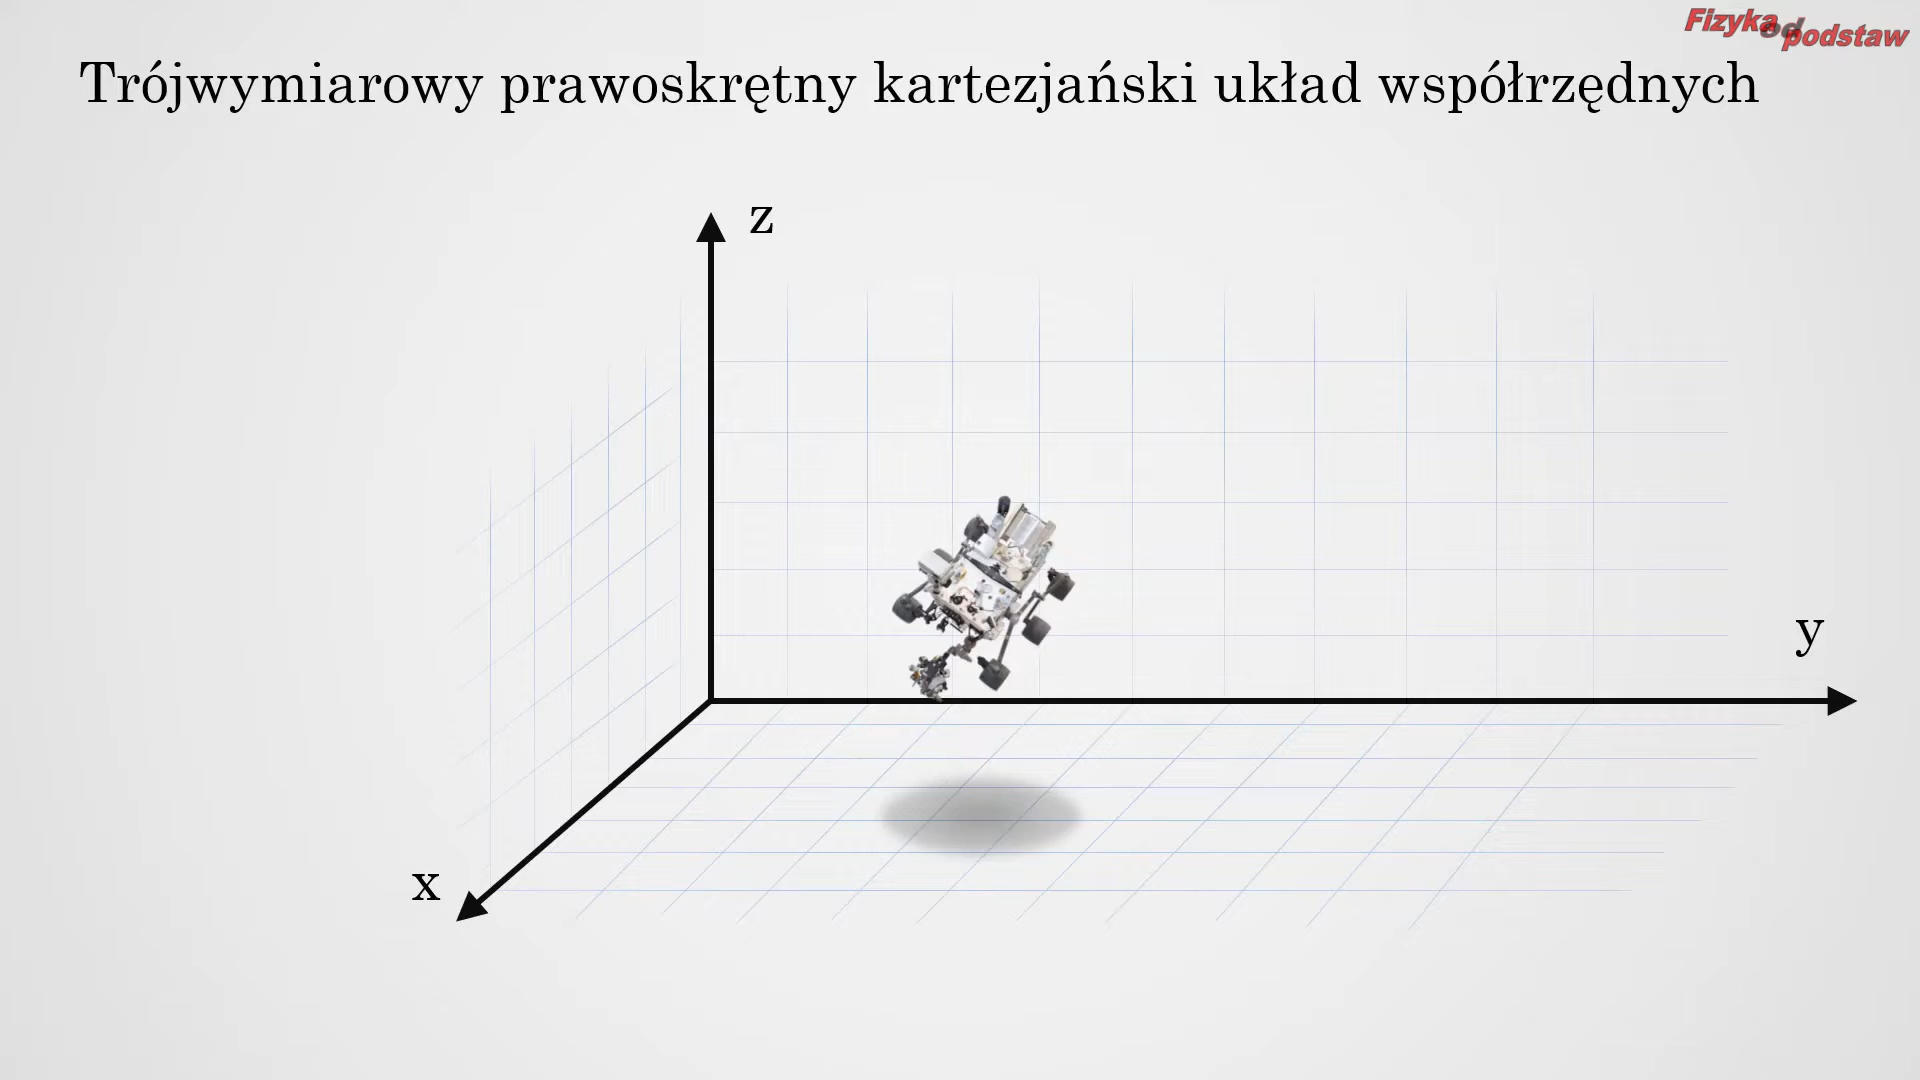 Fizyka od podstaw
Trójwymiarowy prawoskrętny kartezjański układ współrzędnych
z
y
x